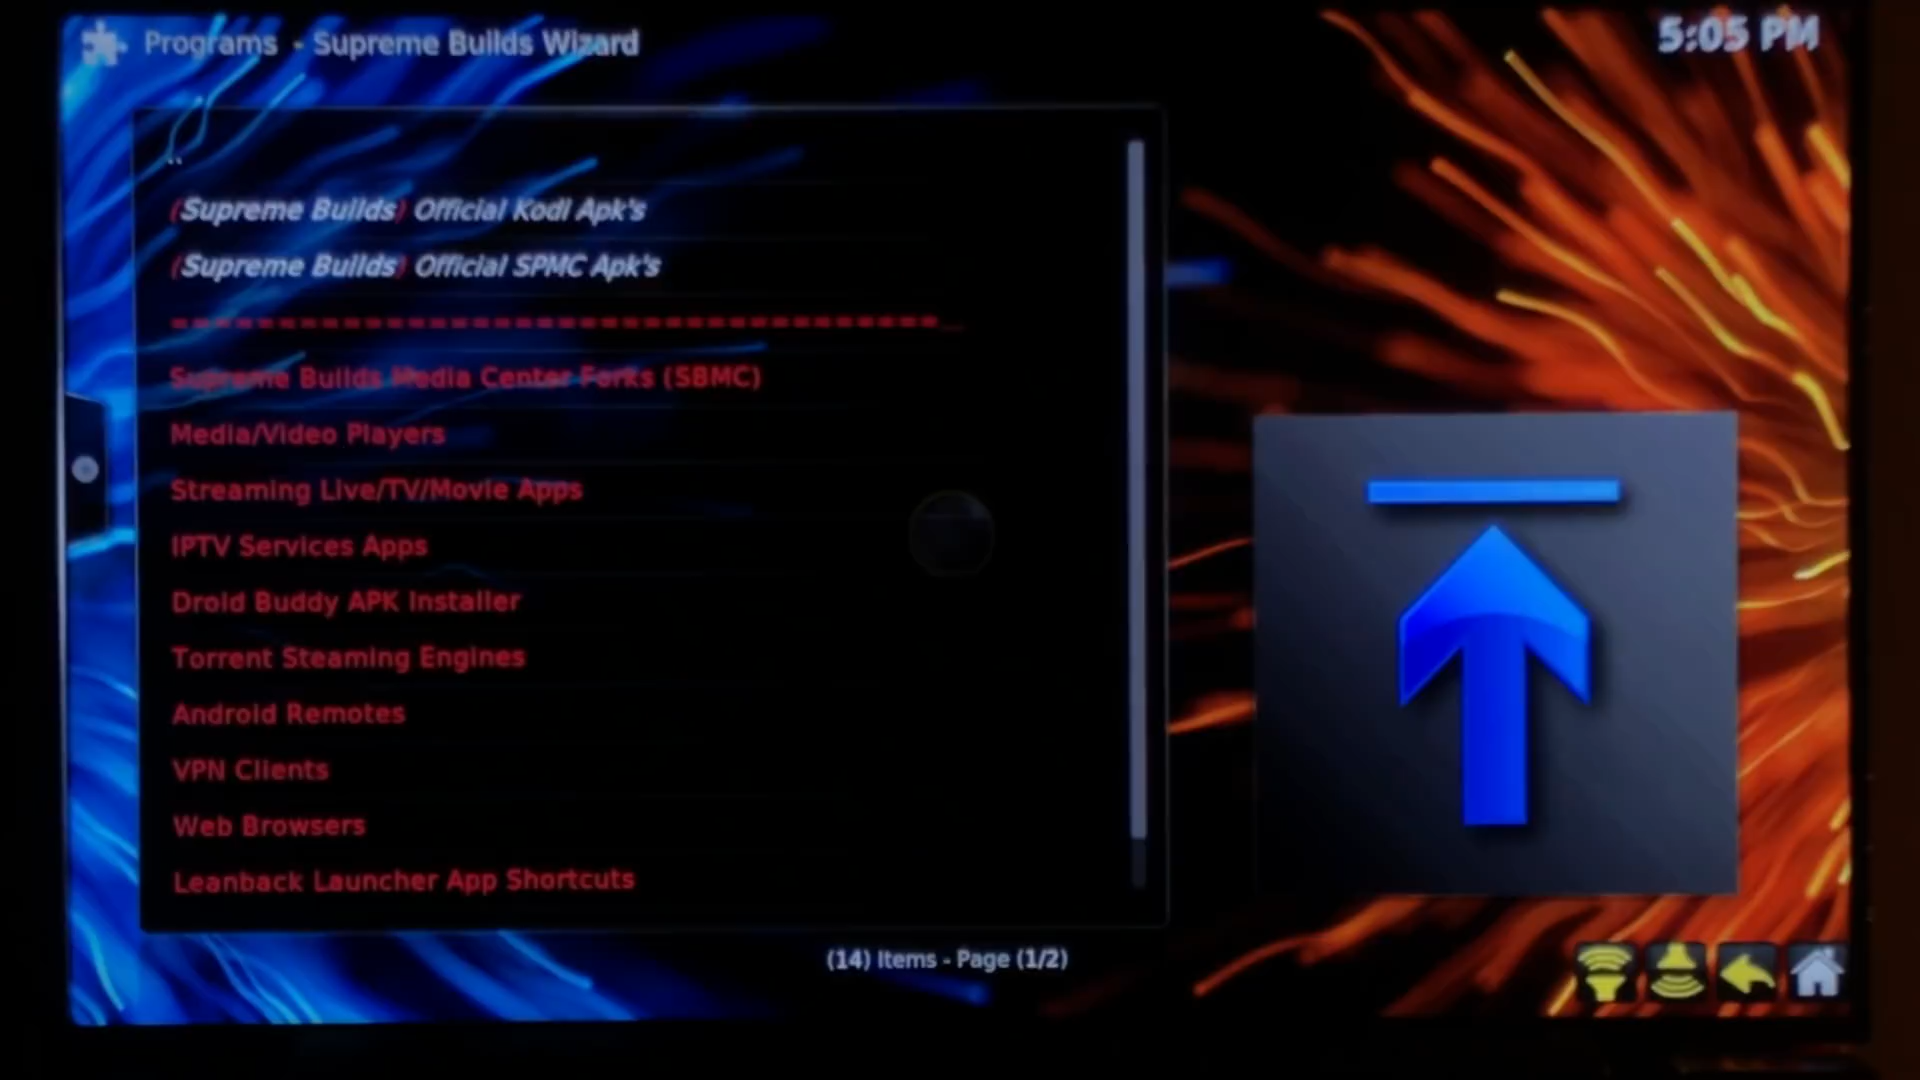 Programs - Supreme Builds Wizard
5:05 PM
..
(Supreme Builds) Official Kodi Apk's
(Supreme Builds) Official SPMC Apk's
Supreme Builds Media Center Forks (SBMC)
Media/Video Players
Streaming Live/TV/Movie Apps
IPTV Services Apps
Droid Buddy APK Installer
Torrent Steaming Engines
Android Remotes
VPN Clients
Web Browsers
Leanback Launcher App Shortcuts
(14) Items - Page (1/2)